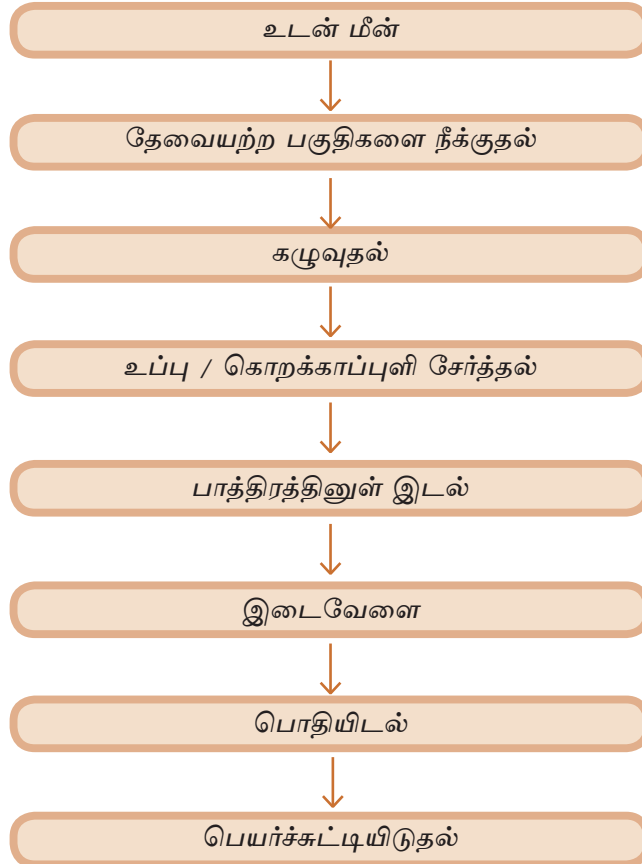 உடன் மீன்
தேவையற்ற பகுதிகளை நீக்குதல்
கழுவுதல்
உப்பு / கொறக்காப்புளி சேர்த்தல்
பாத்திரத்தினுள் இடல்
இடைவேளை
பொதியிடல்
பெயர்ச்சுட்டியிடுதல்